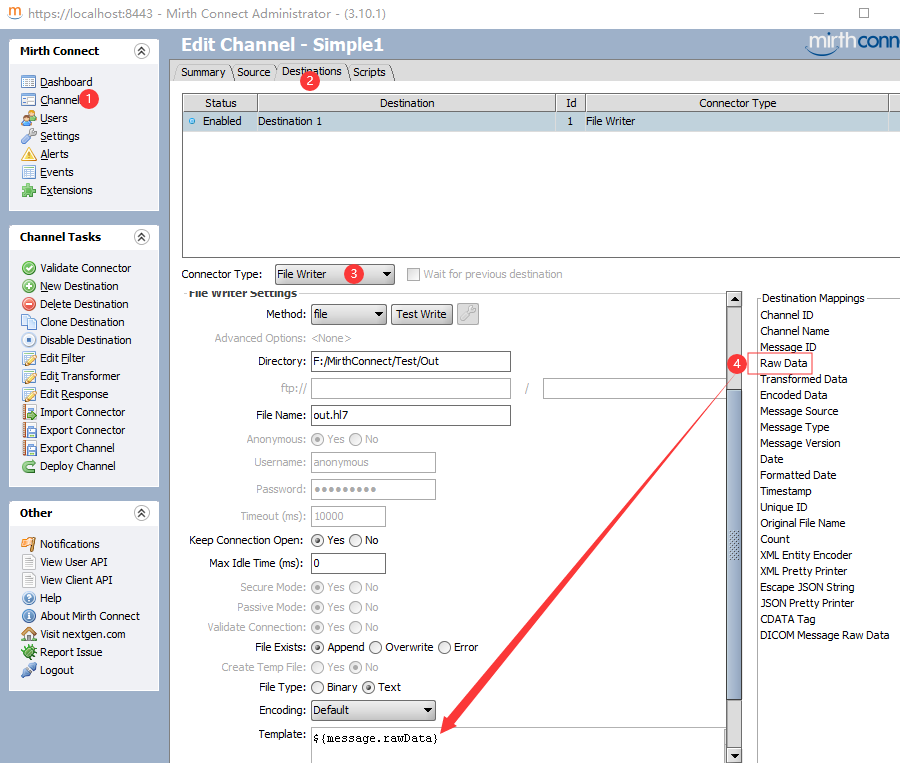 https://localhost:8443 - Mirth Connect Administrator - (3.10.1)
Mirth Connect
Dashboard
Channel
1
Users
Settings
Alerts
Events
Extensions
Channel Tasks
Validate Connector
New Destination
Delete Destination
Clone Destination
Disable Destination
Edit Filter
Edit Transformer
Edit Response
Import Connector
Export Connector
Export Channel
Deploy Channel
Other
Notifications
View User API
View Client API
Help
About Mirth Connect
Visit nextgen.com
Report Issue
Logout
Edit Channel - Simple1
mirth conn
Summary Source Destinations Scripts
2
Status Destination Id Connector Type
Enabled Destination 1 1 File Writer
Connector Type: File Writer 3 Wait for previous destination
File Writer Settings
Method: file Test Write
Advanced Options: <None>
Directory: F:/MirthConnect/Test/Out
ftp:// /
File Name: out.hl7
Anonymous: Yes No
Username: anonymous
Password: •••••••••
Timeout (ms): 10000
Keep Connection Open: Yes No
Max Idle Time (ms): 0
Secure Mode: Yes No
Passive Mode: Yes No
Validate Connection: Yes No
File Exists: Append Overwrite Error
Create Temp File: Yes No
File Type: Binary Text
Encoding: Default
Template: ${message.rawData}
Destination Mappings
Channel ID
Channel Name
Message ID
4 Raw Data
Transformed Data
Encoded Data
Message Source
Message Type
Message Version
Date
Formatted Date
Timestamp
Unique ID
Original File Name
Count
XML Entity Encoder
XML Pretty Printer
Escape JSON String
JSON Pretty Printer
CDATA Tag
DICOM Message Raw Data